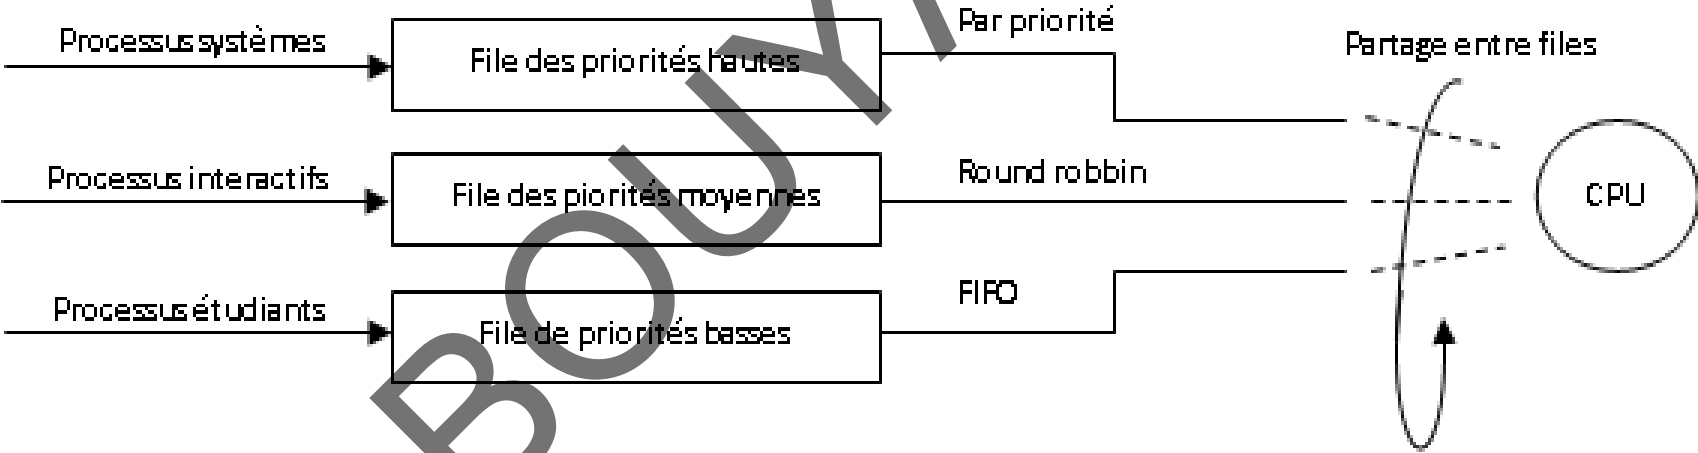 Processus systèmes
File des priorités hautes
Par priorité
Partage entre files
Processus interactifs
File des piorités moyennes
Round robbin
CPU
Processus étudiants
File de priorités basses
FIFO
BOUY